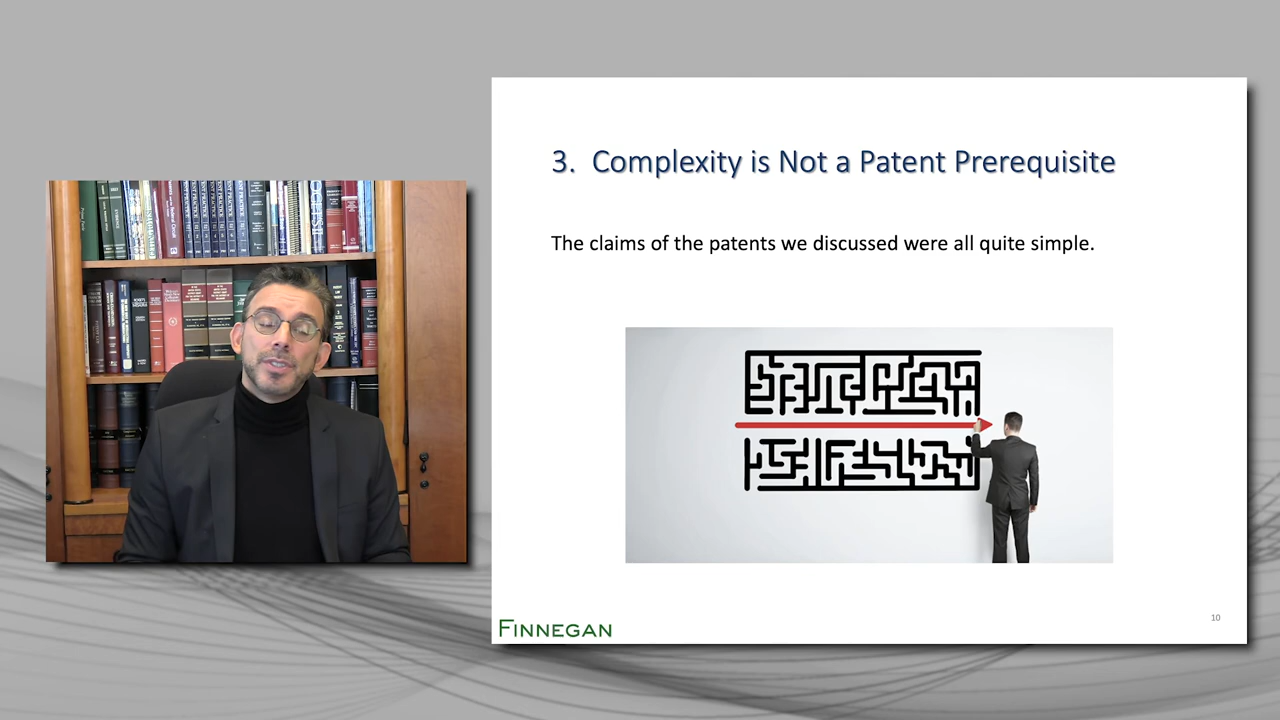 3. Complexity is Not a Patent Prerequisite
The claims of the patents we discussed were all quite simple.
FINNEGAN
10